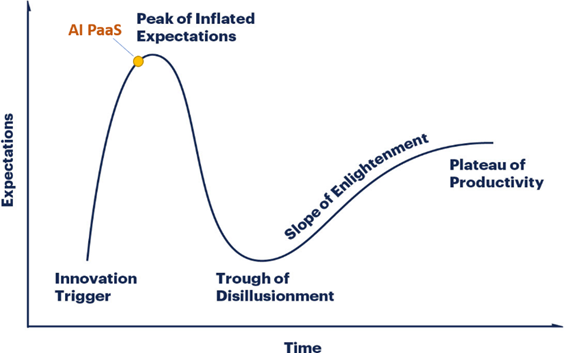 AI PaaS
Peak of Inflated
Expectations
Expectations
Slope of Enlightenment
Plateau of
Productivity
Innovation
Trigger
Trough of
Disillusionment
Time